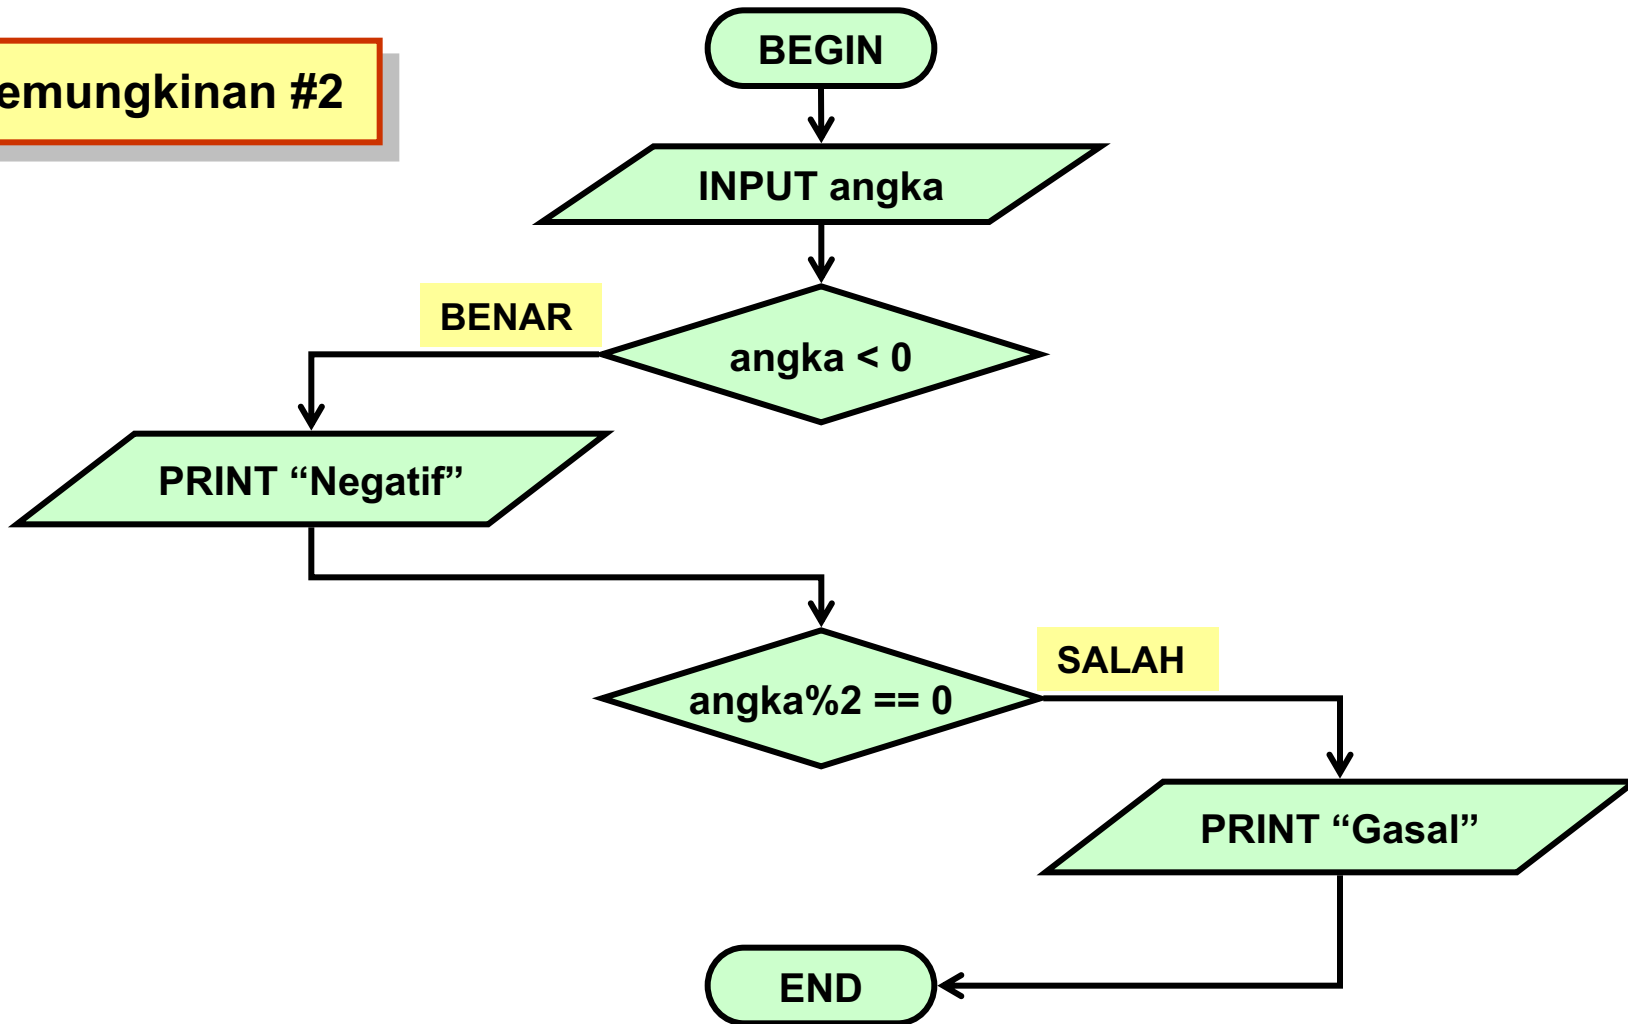 emungkinan #2
BEGIN
INPUT angka
BENAR
angka < 0
PRINT “Negatif”
SALAH
angka%2 == 0
PRINT “Gasal”
END